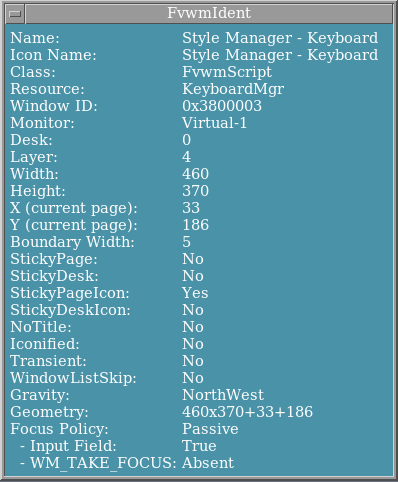 FvwmIdent
Name: Style Manager - Keyboard
Icon Name: Style Manager - Keyboard
Class: FvwmScript
Resource: KeyboardMgr
Window ID: 0x3800003
Monitor: Virtual-1
Desk: 0
Layer: 4
Width: 460
Height: 370
X (current page): 33
Y (current page): 186
Boundary Width: 5
StickyPage: No
StickyDesk: No
StickyPageIcon: Yes
StickyDeskIcon: No
NoTitle: No
Iconified: No
Transient: No
WindowListSkip: No
Gravity: NorthWest
Geometry: 460x370+33+186
Focus Policy: Passive
- Input Field: True
- WM_TAKE_FOCUS: Absent